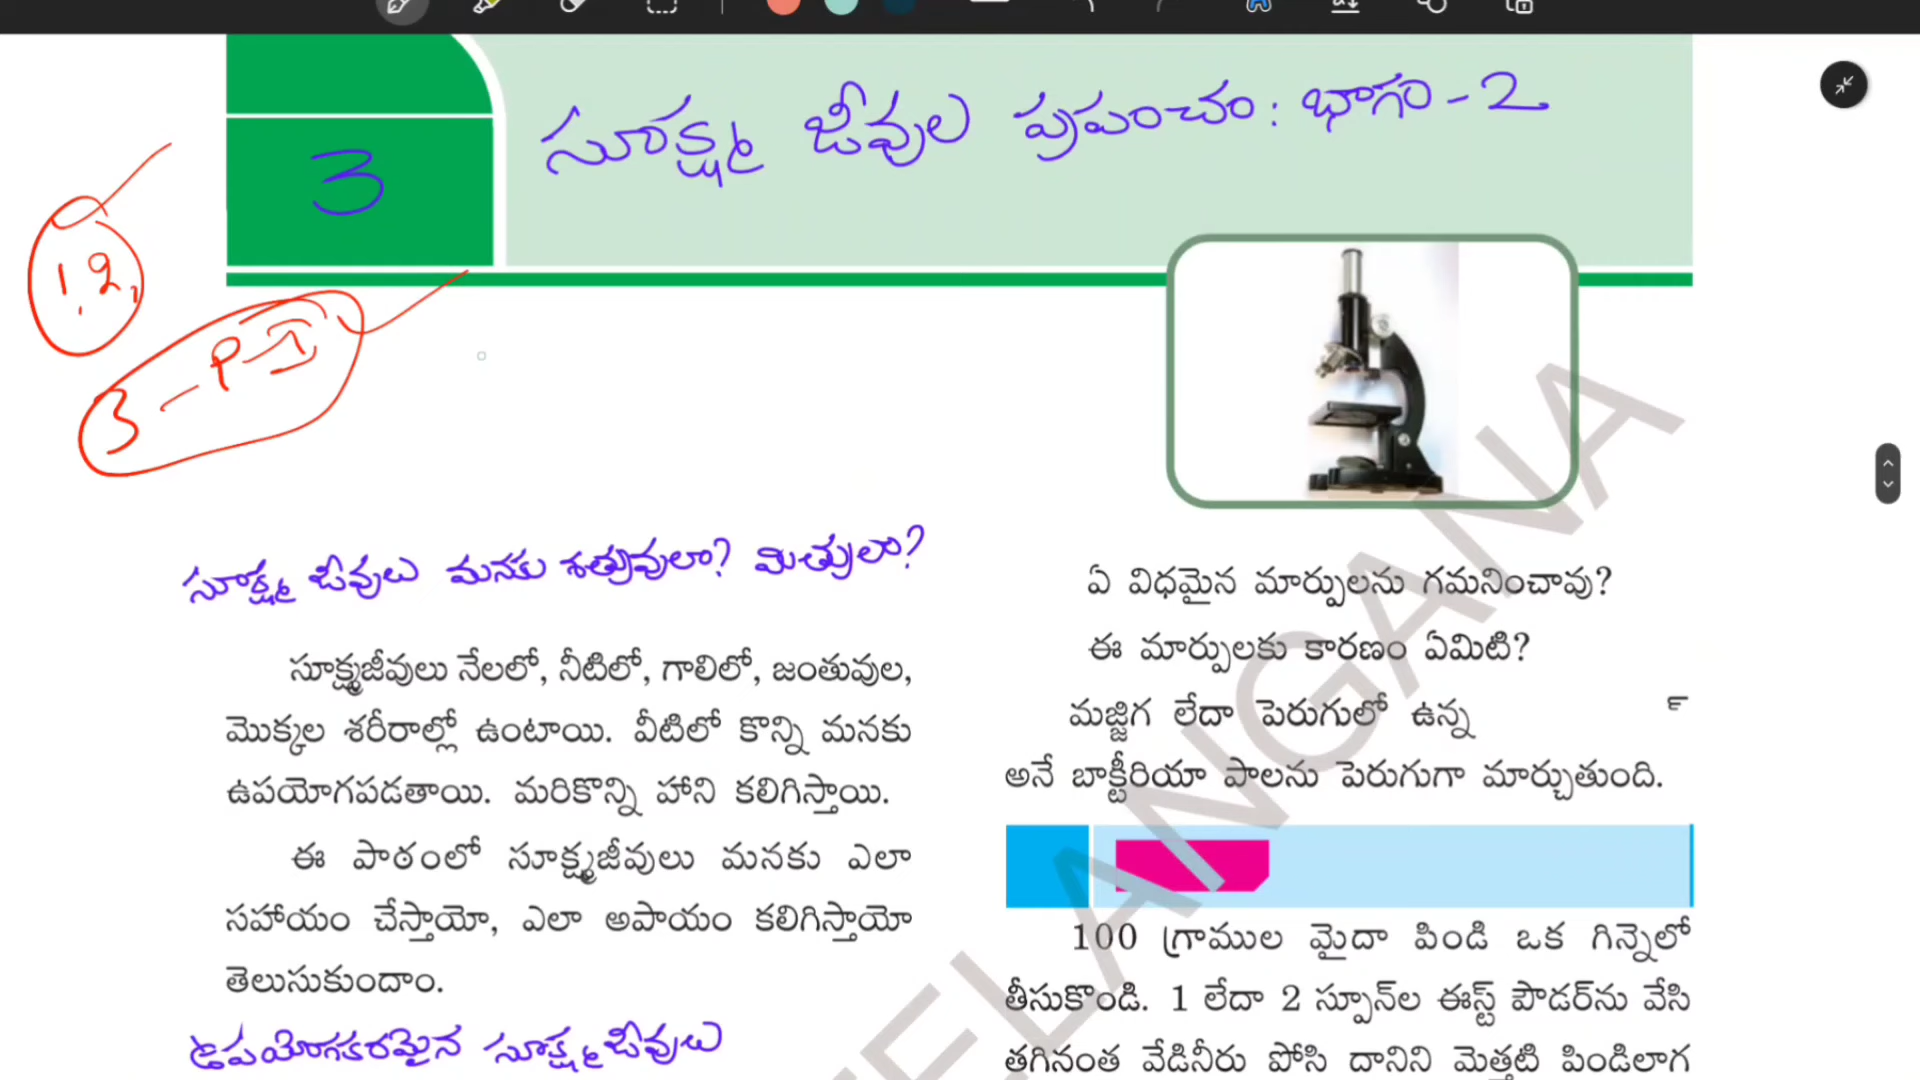 3
సూక్ష్మ జీవుల ప్రపంచం: భాగం-2
1,2,
3-P-I
సూక్ష్మ జీవులు మనకు శత్రువులా? మిత్రులా?
సూక్ష్మజీవులు నేలలో, నీటిలో, గాలిలో, జంతువుల,
మొక్కల శరీరాల్లో ఉంటాయి. వీటిలో కొన్ని మనకు
ఉపయోగపడతాయి. మరికొన్ని హాని కలిగిస్తాయి.
ఈ పాఠంలో సూక్ష్మజీవులు మనకు ఎలా
సహాయం చేస్తాయో, ఎలా అపాయం కలిగిస్తాయో
తెలుసుకుందాం.
ఉపయోగకరమైన సూక్ష్మజీవులు
ఏ విధమైన మార్పులను గమనించావు?
ఈ మార్పులకు కారణం ఏమిటి?
మజ్జిగ లేదా పెరుగులో ఉన్న
అనే బాక్టీరియా పాలను పెరుగుగా మార్చుతుంది.
100 గ్రాముల మైదా పిండి ఒక గిన్నెలో
తీసుకొండి. 1 లేదా 2 స్పూన్‌ల ఈస్ట్ పౌడర్‌ను వేసి
తగినంత వేడినీరు పోసి దానిని మెత్తటి పిండిలాగ
TELANGANA